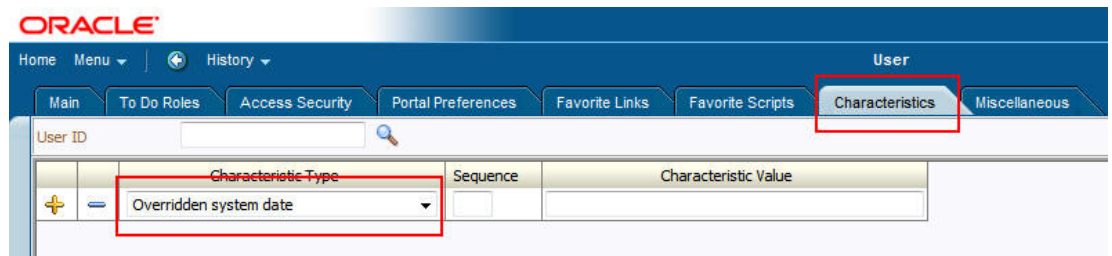 ORACLE
Home Menu History User
Main To Do Roles Access Security Portal Preferences Favorite Links Favorite Scripts Characteristics Miscellaneous
User ID
Characteristic Type Sequence Characteristic Value
Overridden system date